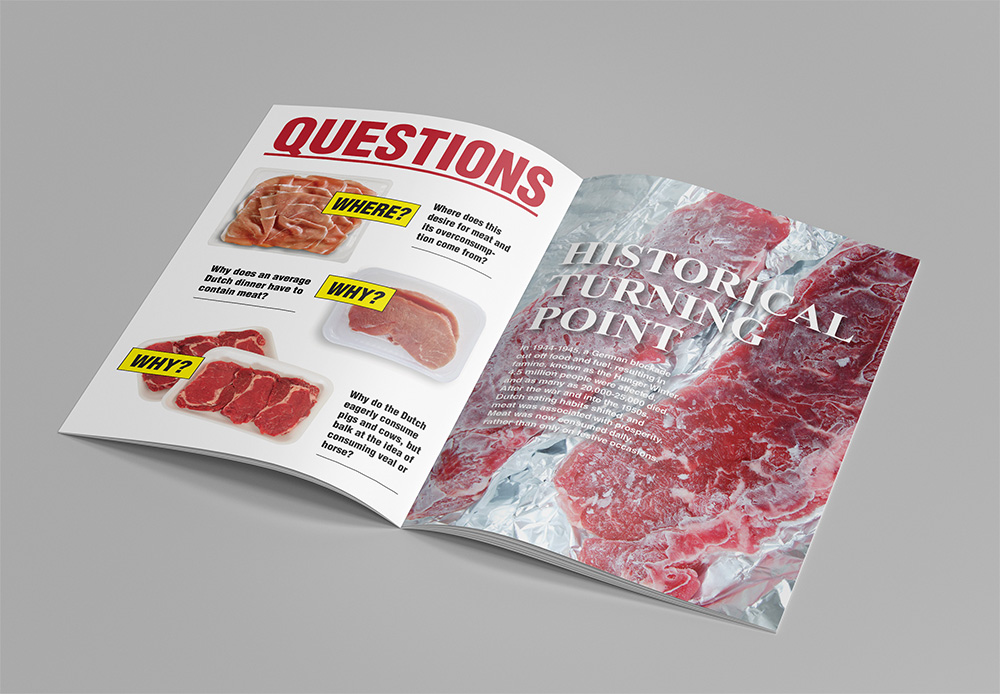 QUESTIONS
WHERE?
Where does this
desire for meat and
its overconsump-
tion come from?
Why does an average
Dutch dinner have to
contain meat?
WHY?
WHY?
Why do the Dutch
eagerly consume
pigs and cows, but
balk at the idea of
consuming veal or
horse?
HISTORICAL
TURNING
POINT
In 1944-1945, a German blockade
cut off food and fuel, resulting in
famine, known as the Hunger Winter.
4.5 million people were affected,
and as many as 20,000-25,000 died.
After the war and into the 1950s,
Dutch eating habits shifted, and
meat was associated with prosperity.
Meat was now consumed daily,
rather than only on festive occasions.